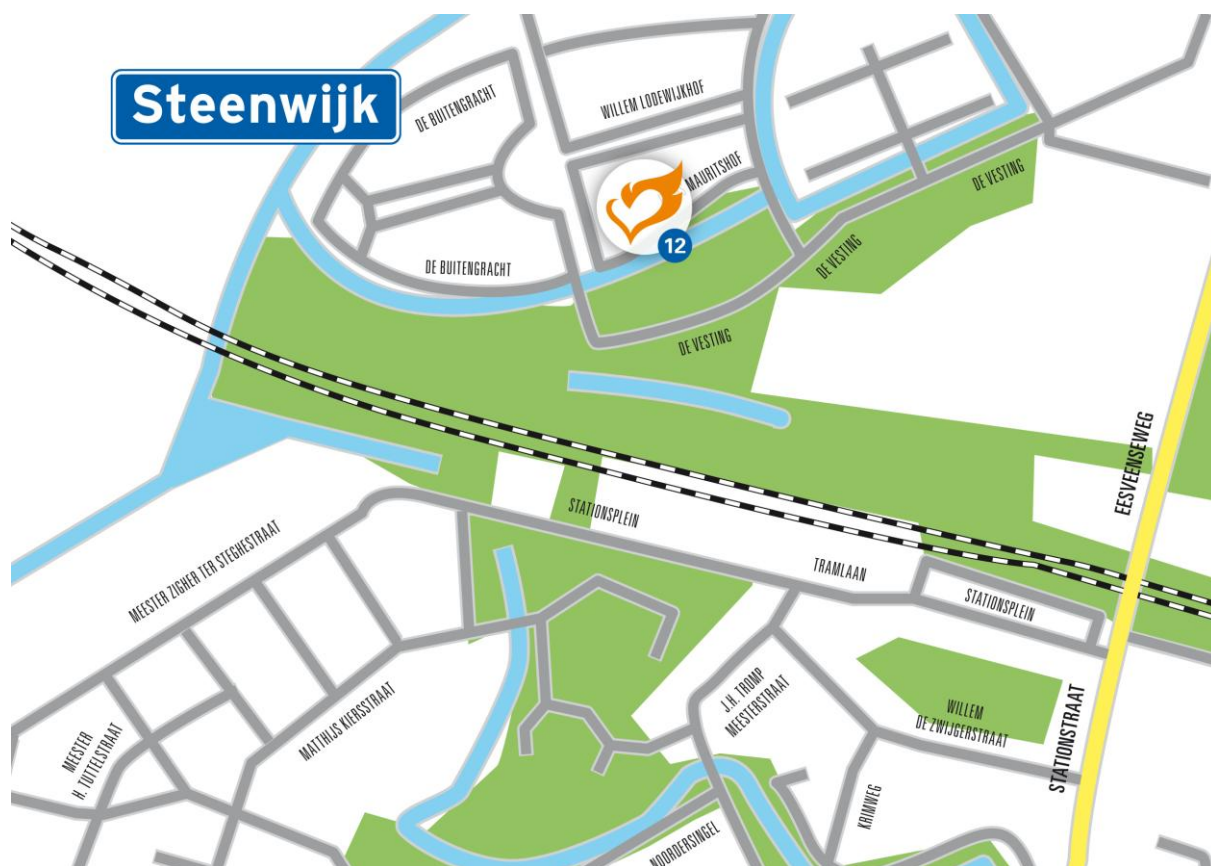 Steenwijk
DE BUITENGRACHT
WILLEM LODEWIJKHOF
MAURITSHOF
12
DE VESTING
DE VESTING
DE BUITENGRACHT
DE VESTING
EESVEENSEWEG
STATIONSPLEIN
MEESTER ZIGHER TER STEGHESTRAAT
TRAMLAAN
STATIONSPLEIN
MATTHIJS KIERSSTRAAT
J.H. TROMP
MEESTERSTRAAT
WILLEM
DE ZWIJGERSTRAAT
STATIONSTRAAT
MEESTER
H. TUTTELSTRAAT
KRIMWEG
NOORDERSINGEL